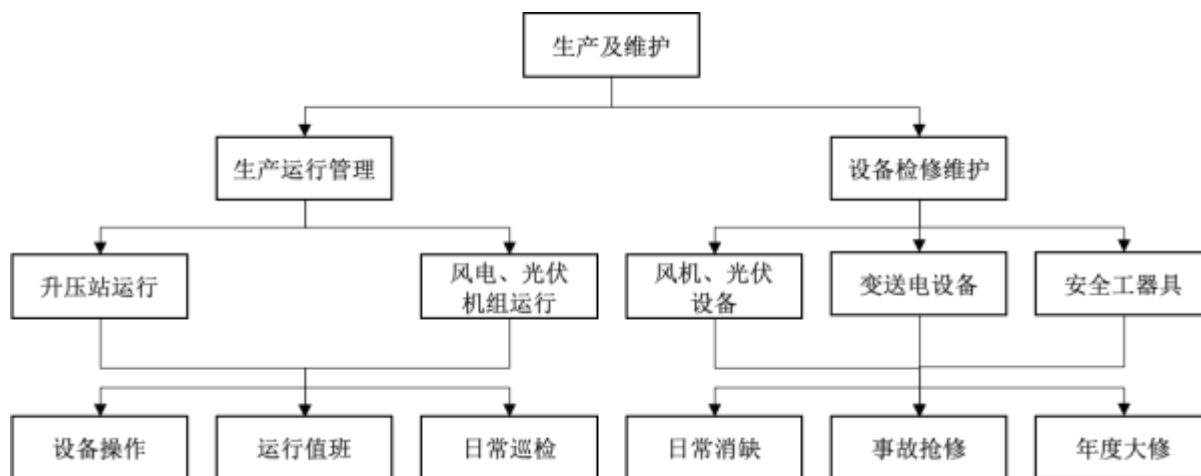 生产及维护
生产运行管理
设备检修维护
升压站运行
风电、光伏
机组运行
风机、光伏
设备
变送电设备
安全工器具
设备操作
运行值班
日常巡检
日常消缺
事故抢修
年度大修